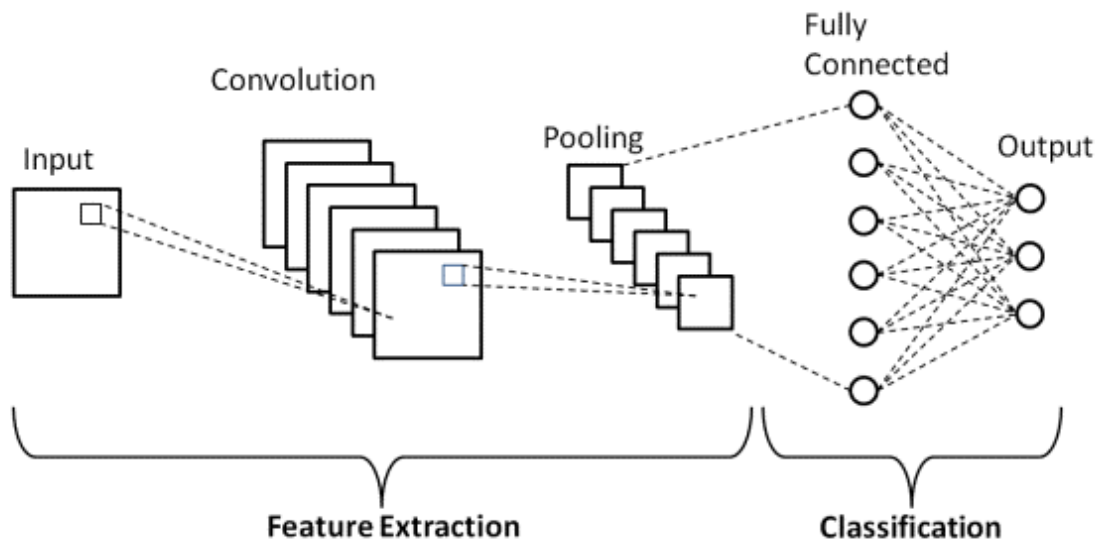 Input
Convolution
Pooling
Fully
Connected
Output
Feature Extraction
Classification